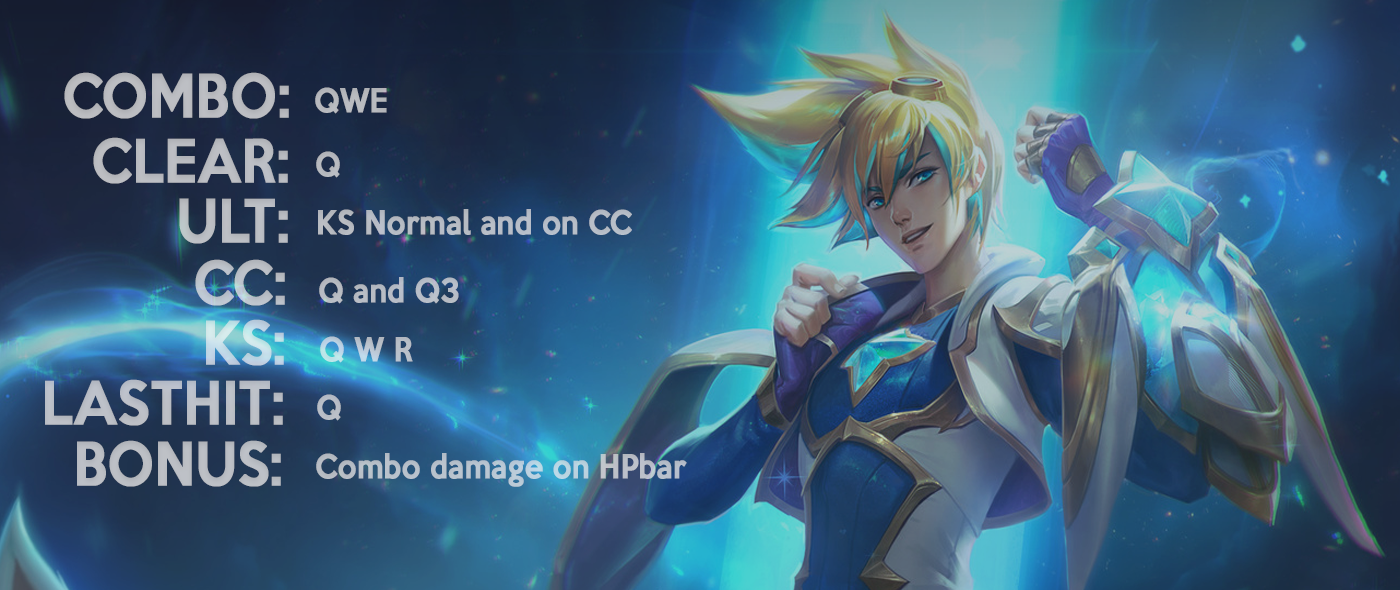 COMBO: QWE
CLEAR: Q
ULT: KS Normal and on CC
CC: Q and Q3
KS: Q W R
LASTHIT: Q
BONUS: Combo damage on HPbar